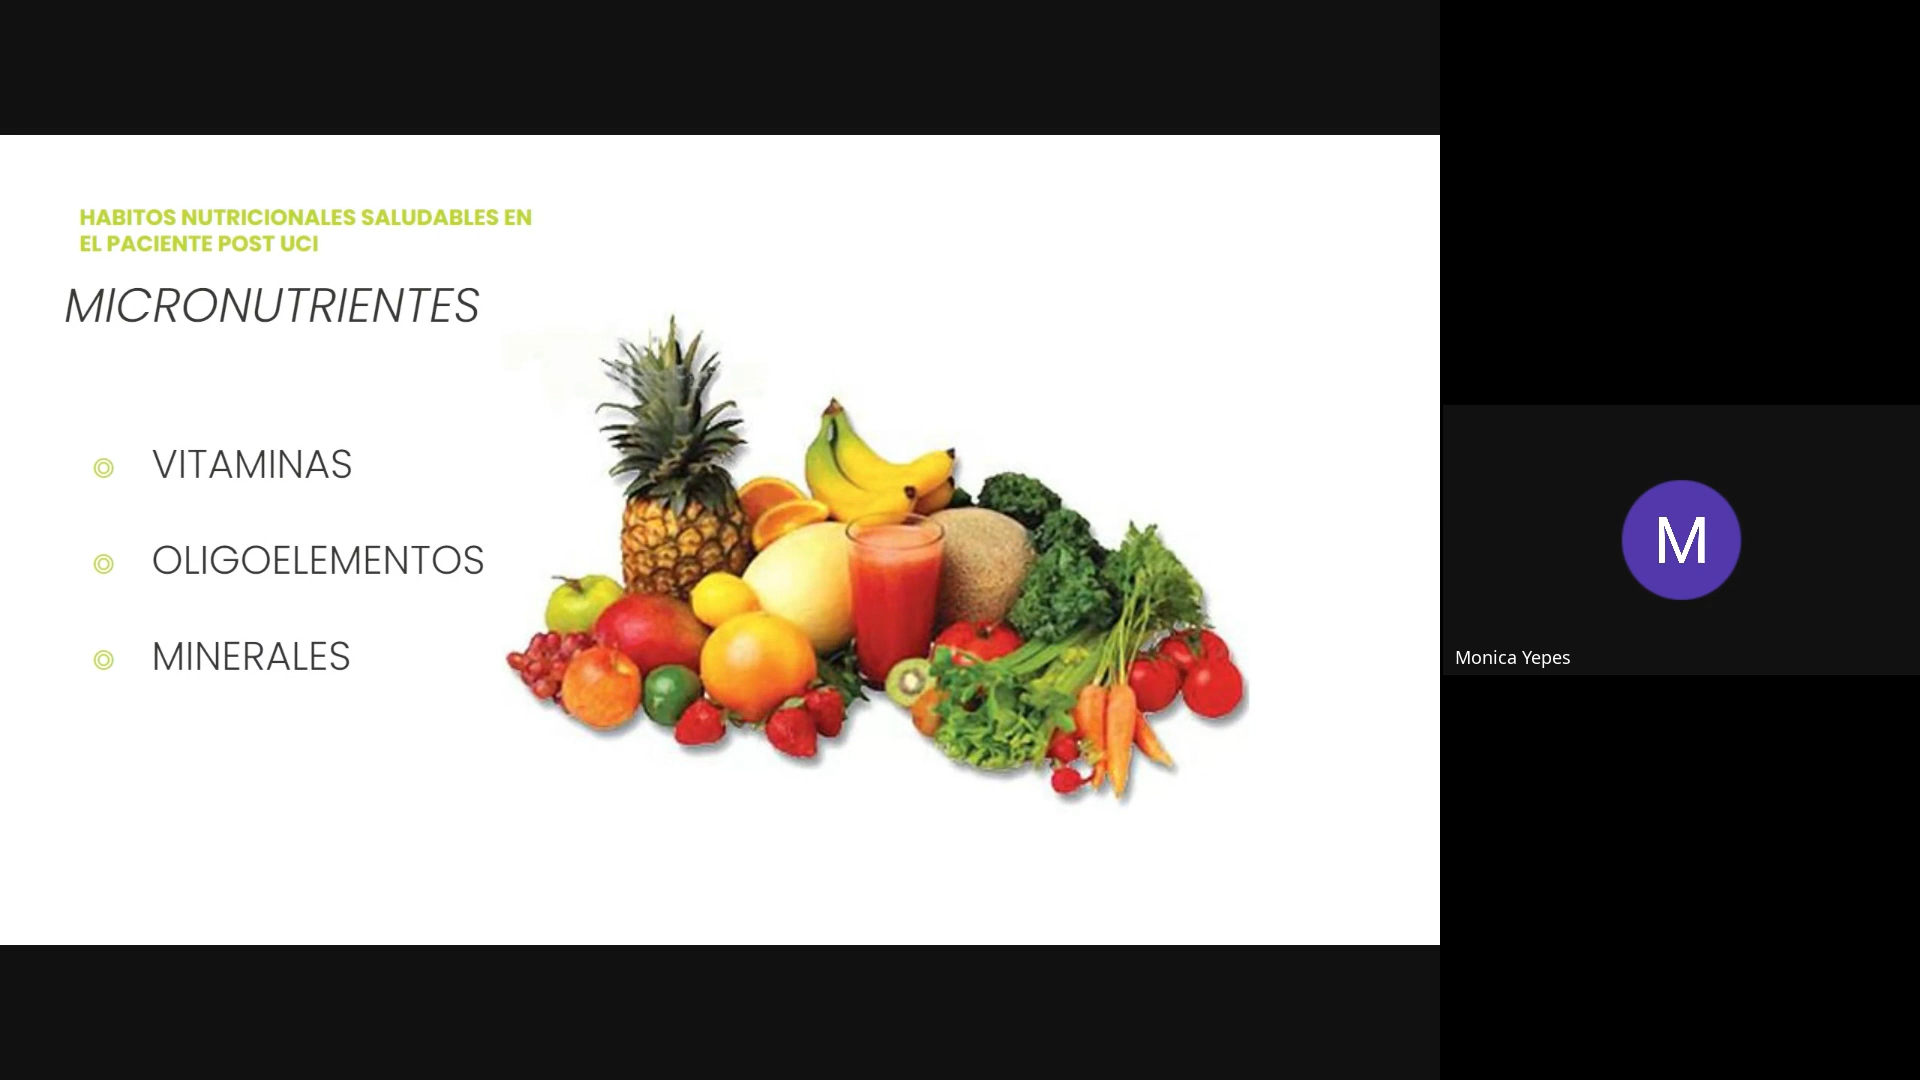 HABITOS NUTRICIONALES SALUDABLES EN
EL PACIENTE POST UCI
MICRONUTRIENTES
VITAMINAS
OLIGOELEMENTOS
MINERALES
M
Monica Yepes